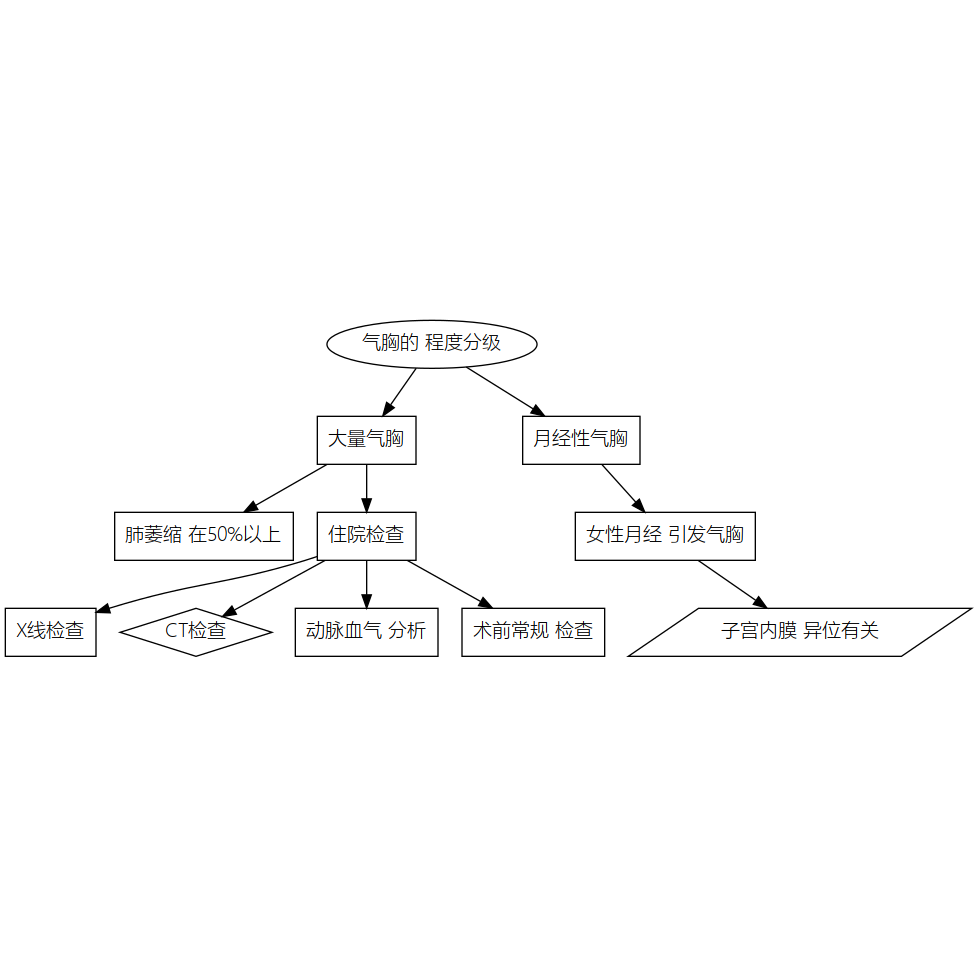 气胸的 程度分级
大量气胸
月经性气胸
肺萎缩 在50%以上
住院检查
女性月经 引发气胸
X线检查
CT检查
动脉血气 分析
术前常规 检查
子宫内膜 异位有关